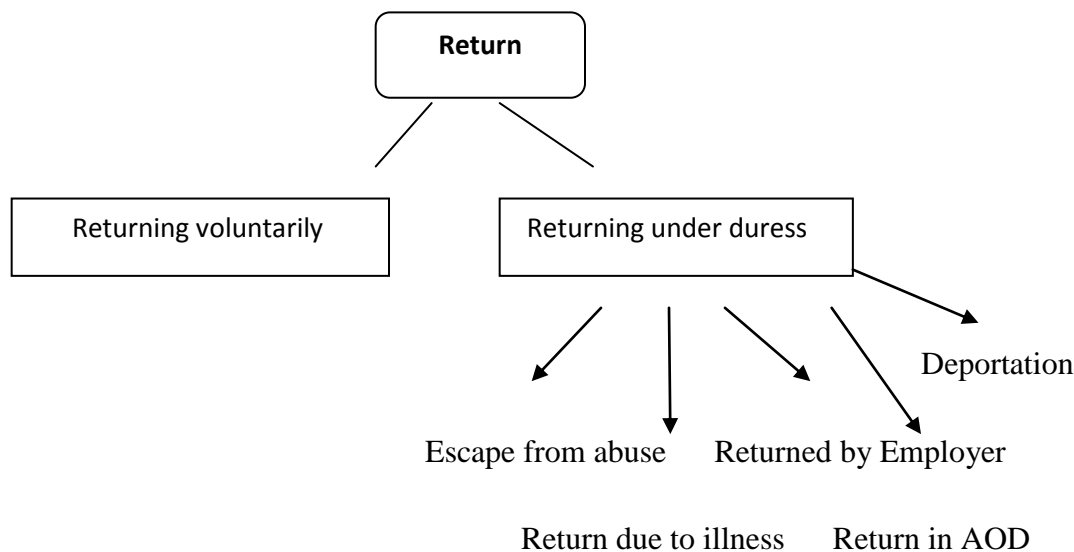 Return
Returning voluntarily
Returning under duress
Deportation
Escape from abuse
Returned by Employer
Return due to illness
Return in AOD